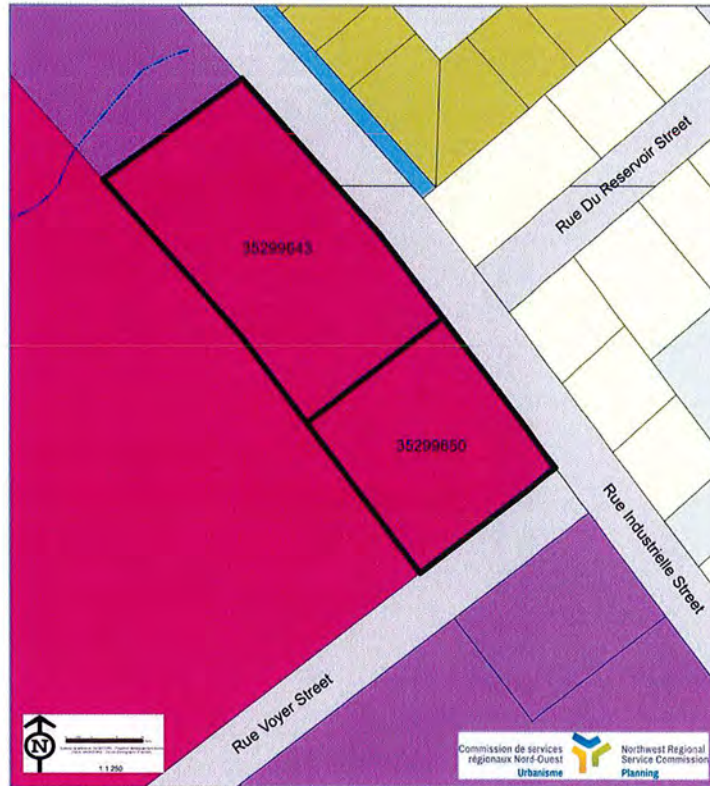 35299643
Rue Du Reservoir Street
35299650
Rue Industrielle Street
Rue Voyer Street
N
1:1 250
Commission de services
régionaux Nord-Ouest
Urbanisme
Northwest Regional
Service Commission
Planning